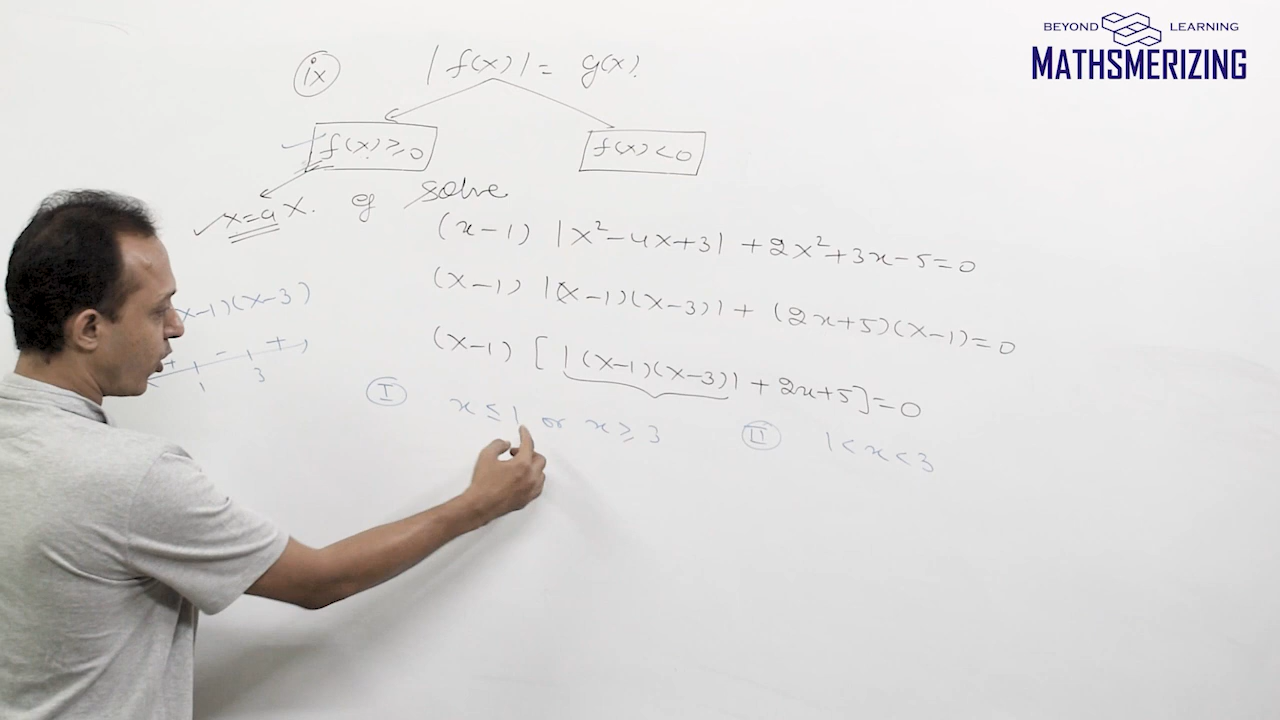 BEYOND LEARNING
MATHSMERIZING
ix |f(x)| = g(x).
f(x) ≥ 0 f(x) < 0
x=a x. eg solve
(x-1) |x²-4x+3| + 2x²+3x-5=0
(x-1) |(x-1)(x-3)| + (2x+5)(x-1)=0
x-1)(x-3)
(x-1) [ |(x-1)(x-3)| + 2x+5]=0
+ - +
1 3
I x ≤ 1 or x ≥ 3 II 1 < x < 3